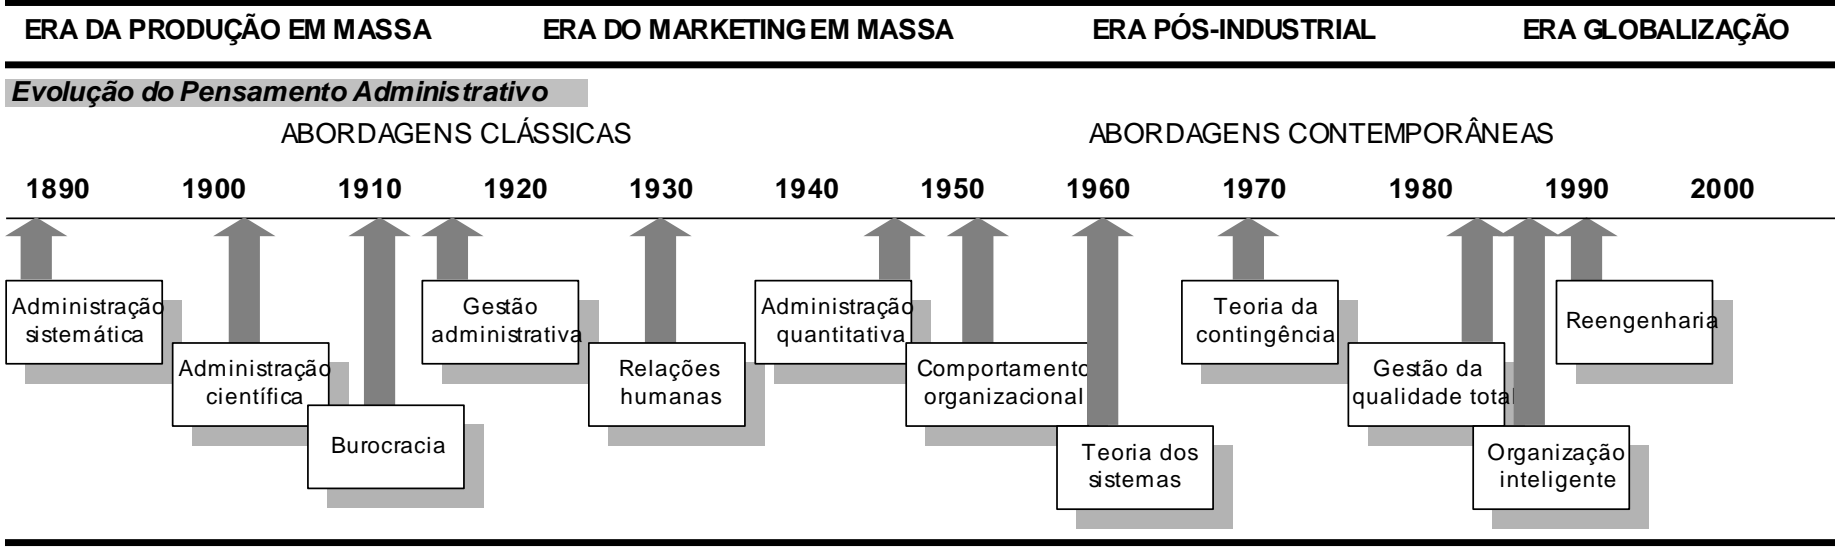 ERA DA PRODUÇÃO EM MASSA ERA DO MARKETING EM MASSA ERA PÓS-INDUSTRIAL ERA GLOBALIZAÇÃO
Evolução do Pensamento Administrativo
ABORDAGENS CLÁSSICAS ABORDAGENS CONTEMPORÂNEAS
1890 1900 1910 1920 1930 1940 1950 1960 1970 1980 1990 2000
Administração
sistemática
Administração
científica
Burocracia
Gestão
administrativa
Relações
humanas
Administração
quantitativa
Comportamento
organizacional
Teoria dos
sistemas
Teoria da
contingência
Gestão da
qualidade total
Organização
inteligente
Reengenharia